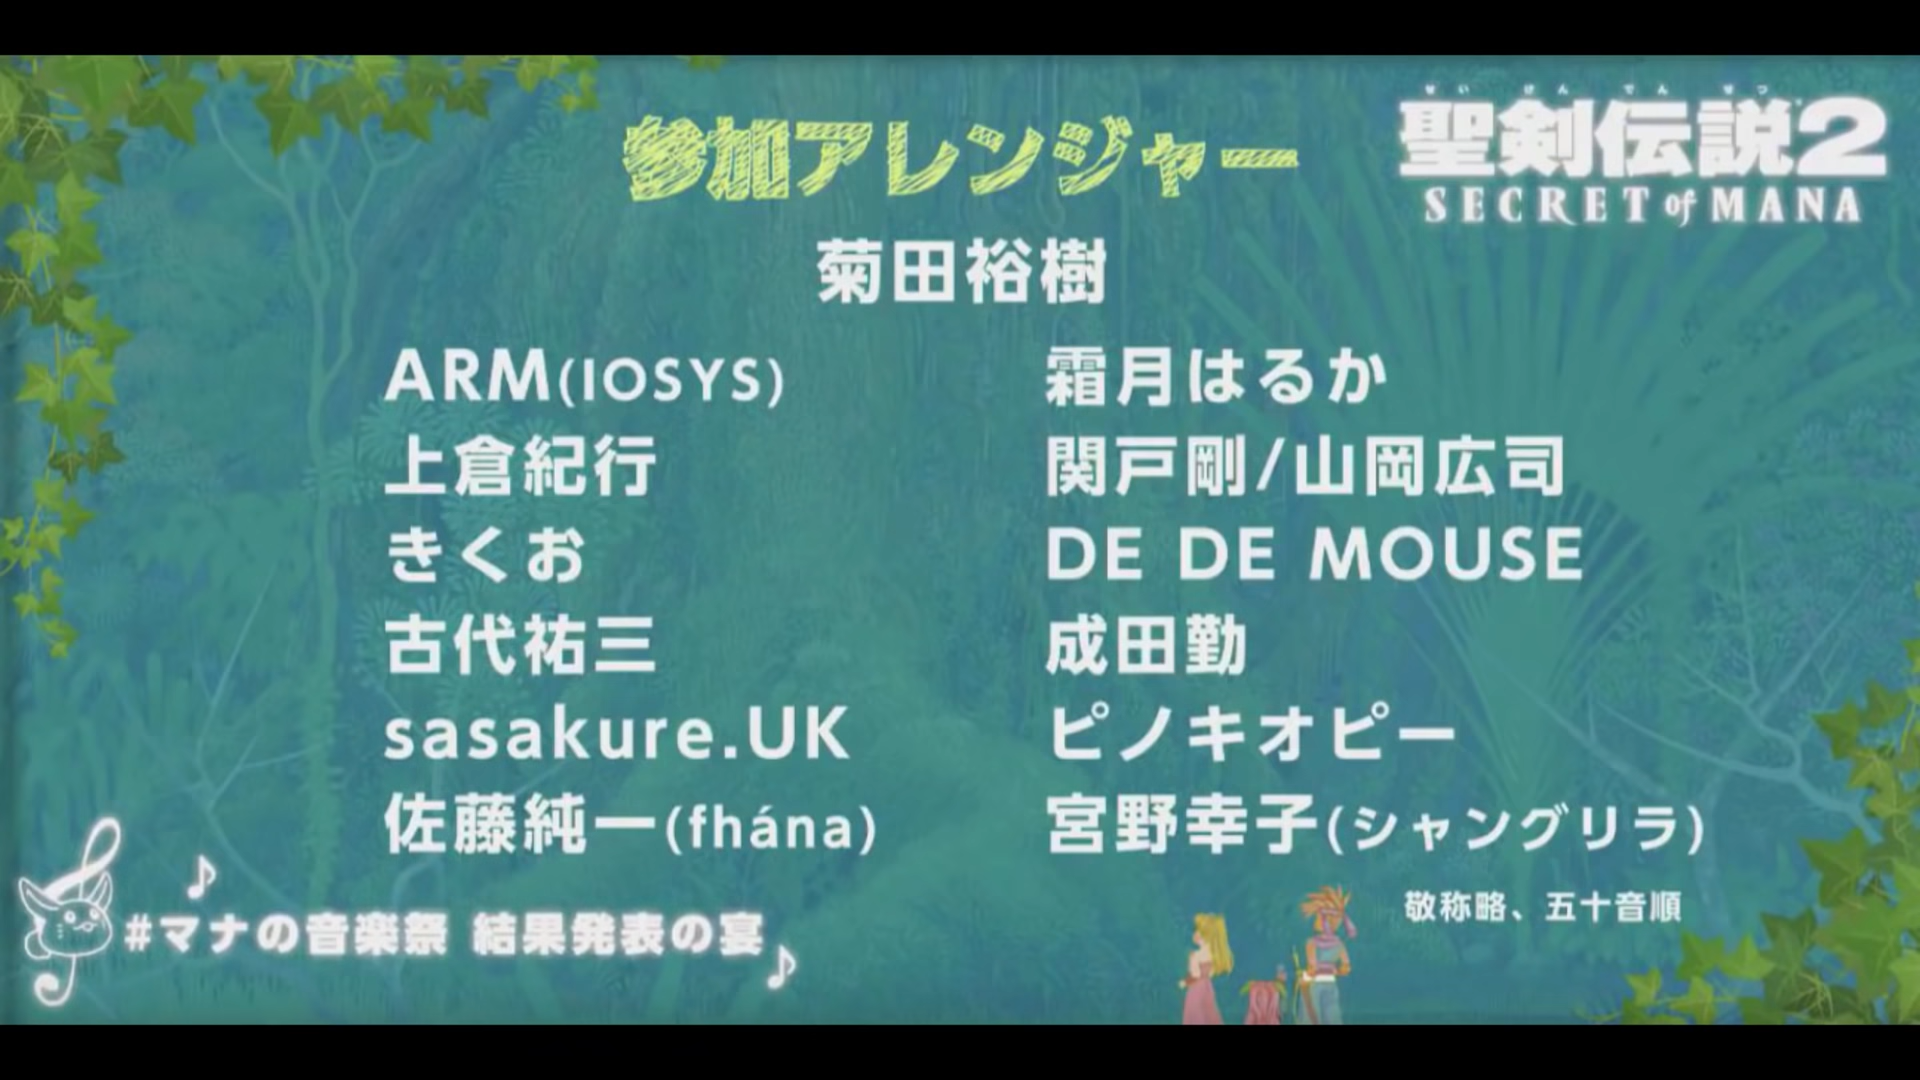 せいけんでんせつ
聖剣伝説2
SECRET of MANA
参加アレンジャー
菊田裕樹
ARM(IOSYS)
上倉紀行
きくお
古代祐三
sasakure.UK
佐藤純一(fhána)
霜月はるか
関戸剛/山岡広司
DE DE MOUSE
成田勤
ピノキオピー
宮野幸子(シャングリラ)
敬称略、五十音順
#マナの音楽祭 結果発表の宴